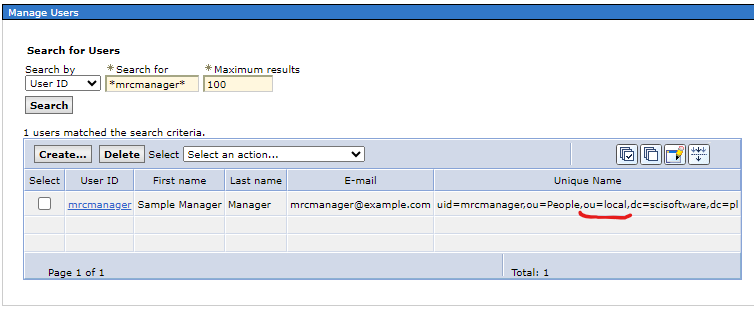 Manage Users
Search for Users
Search by *Search for *Maximum results
User ID *mrcmanager* 100
Search
1 users matched the search criteria.
Create... Delete Select Select an action...
Select User ID First name Last name E-mail Unique Name
mrcmanager Sample Manager Manager mrcmanager@example.com uid=mrcmanager,ou=People,ou=local,dc=scisoftware,dc=pl
Page 1 of 1 Total: 1